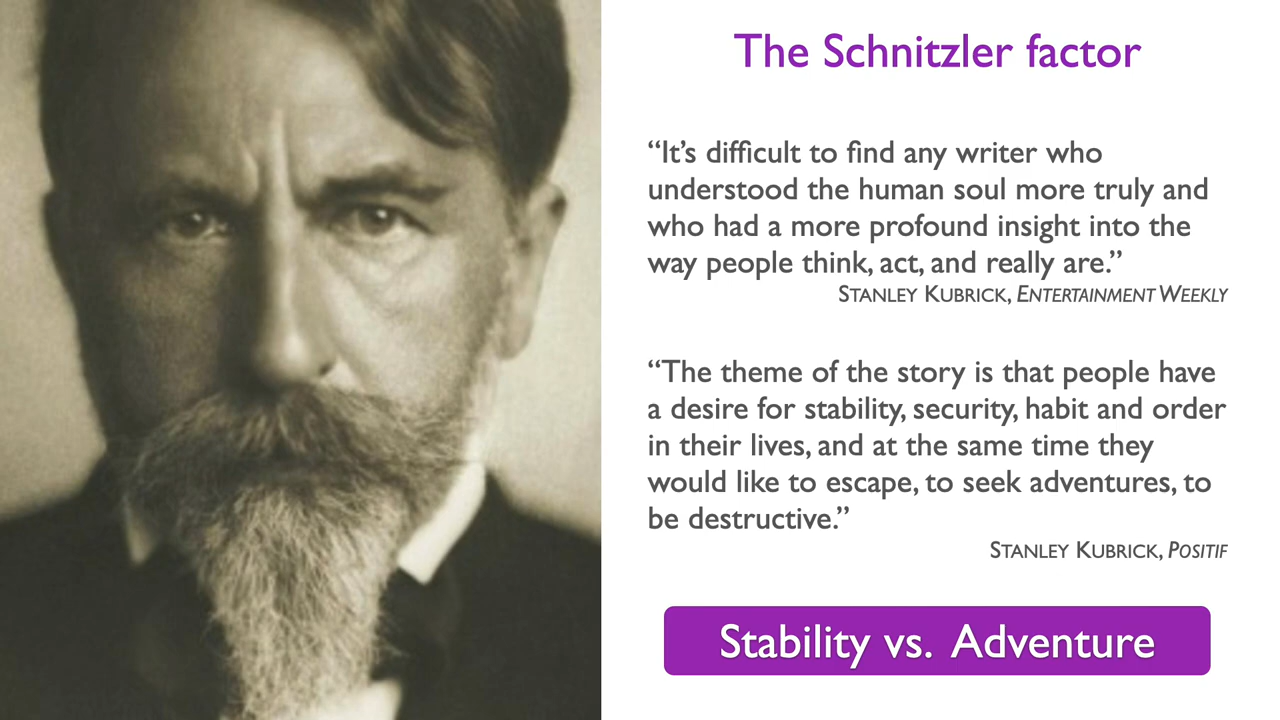 The Schnitzler factor
“It’s difficult to find any writer who
understood the human soul more truly and
who had a more profound insight into the
way people think, act, and really are.”
STANLEY KUBRICK, ENTERTAINMENT WEEKLY
“The theme of the story is that people have
a desire for stability, security, habit and order
in their lives, and at the same time they
would like to escape, to seek adventures, to
be destructive.”
STANLEY KUBRICK, POSITIF
Stability vs. Adventure